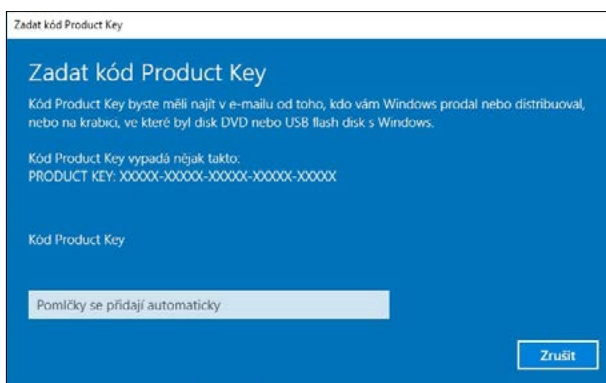 Zadat kód Product Key
Zadat kód Product Key
Kód Product Key byste měli najít v e-mailu od toho, kdo vám Windows prodal nebo distribuoval,
nebo na krabici, ve které byl disk DVD nebo USB flash disk s Windows.
Kód Product Key vypadá nějak takto:
PRODUCT KEY: XXXXX-XXXXX-XXXXX-XXXXX-XXXXX
Kód Product Key
Pomlčky se přidají automaticky
Zrušit